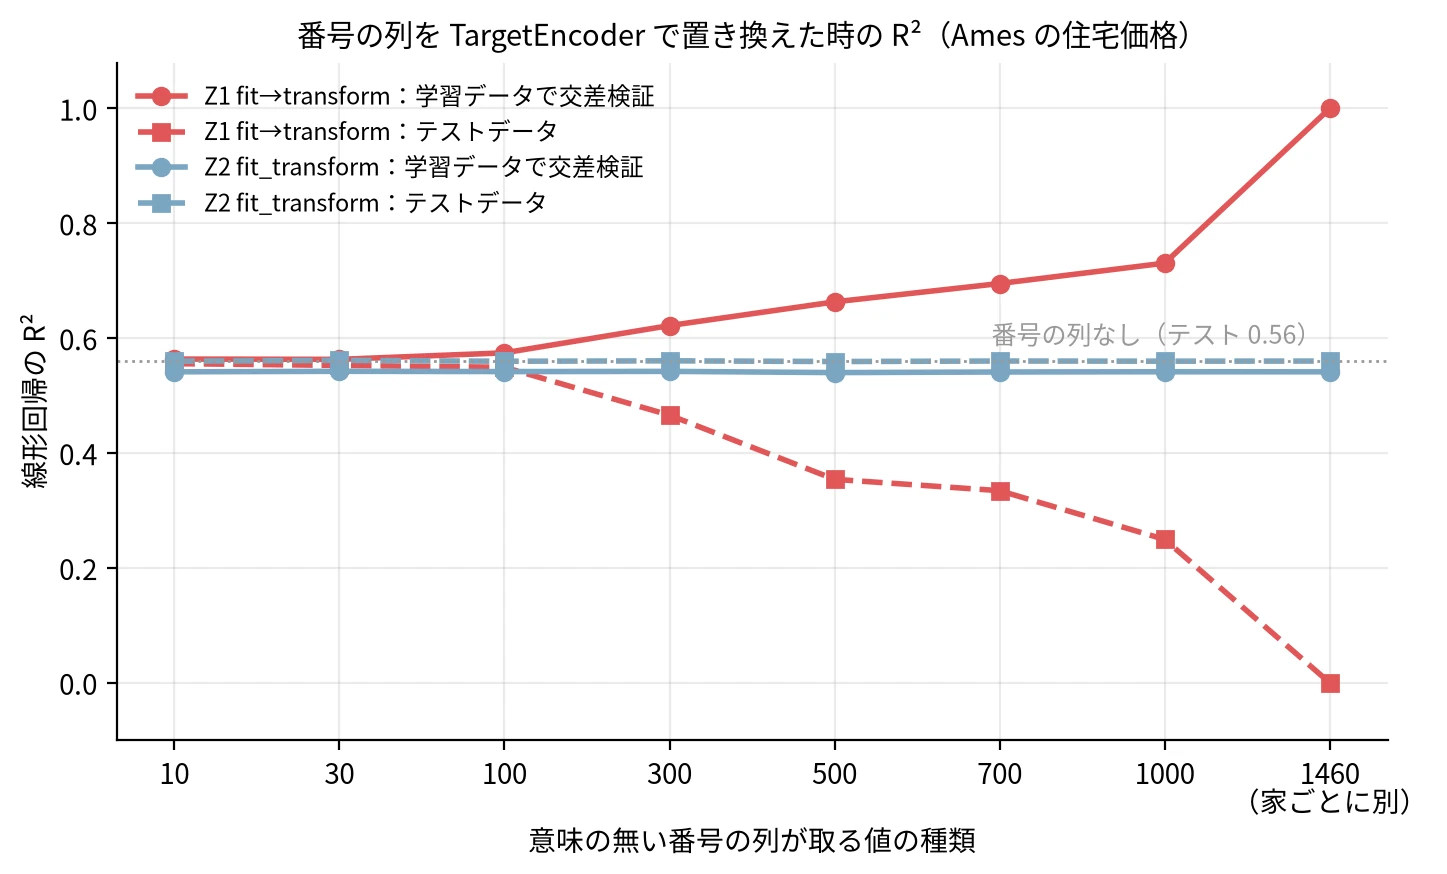 番号の列を TargetEncoder で置き換えた時の R²（Ames の住宅価格）
Z1 fit→transform：学習データで交差検証
Z1 fit→transform：テストデータ
Z2 fit_transform：学習データで交差検証
Z2 fit_transform：テストデータ
線形回帰の R²
1.0
0.8
0.6
0.4
0.2
0.0
番号の列なし（テスト 0.56）
10 30 100 300 500 700 1000 1460
（家ごとに別）
意味の無い番号の列が取る値の種類